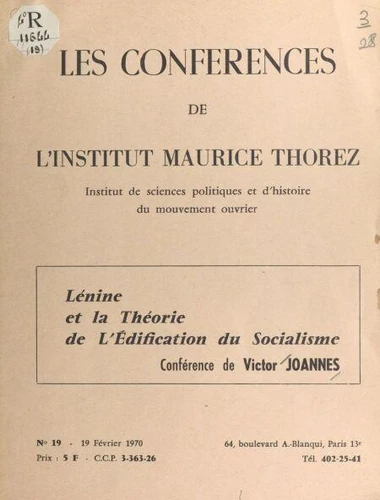 R
11644
(19)
3
28
LES CONFERENCES
DE
L'INSTITUT MAURICE THOREZ
Institut de sciences politiques et d'histoire
du mouvement ouvrier
Lénine
et la Théorie
de L'Édification du Socialisme
Conférence de Victor JOANNES
Nº 19 - 19 Février 1970
Prix : 5 F - C.C.P. 3-363-26
64, boulevard A.-Blanqui, Paris 13e
Tél. 402-25-41